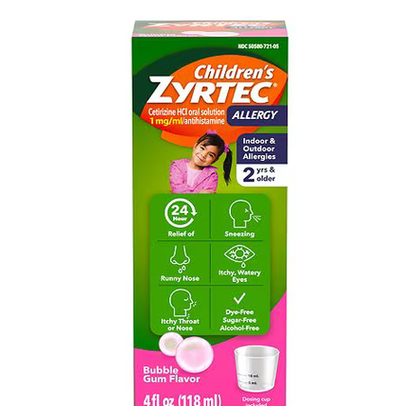 NDC 50580-721-05
Children's
ZYRTEC®
Cetirizine HCl oral solution
1 mg/ml/antihistamine
ALLERGY
Indoor &
Outdoor
Allergies
2 yrs &
older
24
Hour
Relief of
Sneezing
Runny Nose
Itchy, Watery
Eyes
Itchy Throat
or Nose
Dye-Free
Sugar-Free
Alcohol-Free
Bubble
Gum Flavor
4 fl oz (118 ml)
Dosing cup
included